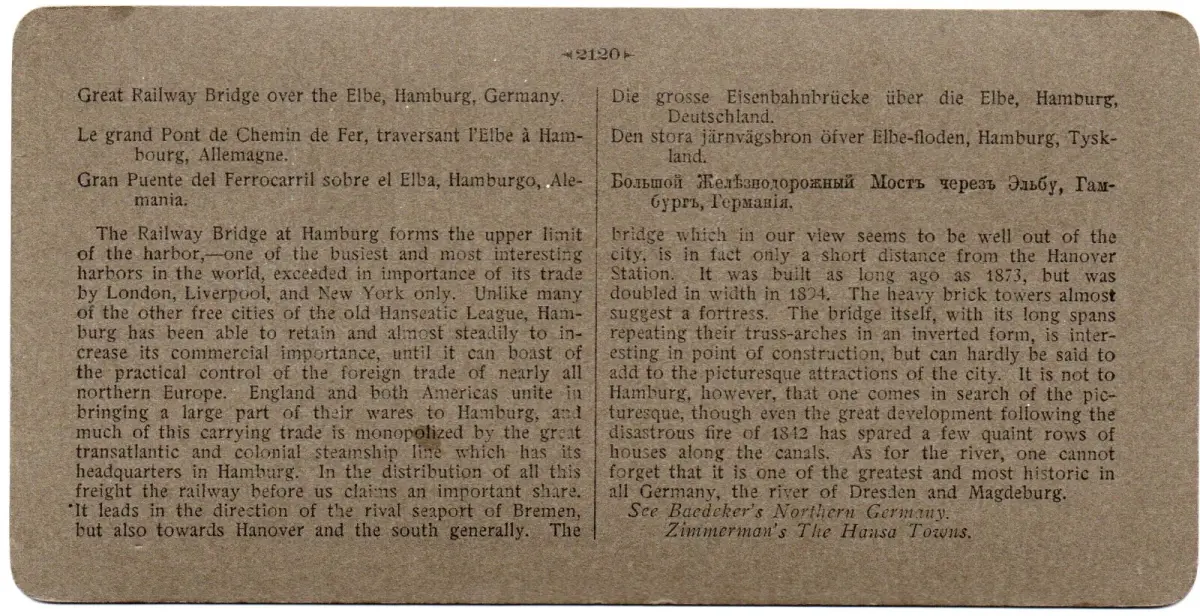 2120
Great Railway Bridge over the Elbe, Hamburg, Germany.
Le grand Pont de Chemin de Fer, traversant l'Elbe à Ham-
bourg, Allemagne.
Gran Puente del Ferrocarril sobre el Elba, Hamburgo, Ale-
mania.
The Railway Bridge at Hamburg forms the upper limit
of the harbor,—one of the busiest and most interesting
harbors in the world, exceeded in importance of its trade
by London, Liverpool, and New York only. Unlike many
of the other free cities of the old Hanseatic League, Ham-
burg has been able to retain and almost steadily to in-
crease its commercial importance, until it can boast of
the practical control of the foreign trade of nearly all
northern Europe. England and both Americas unite in
bringing a large part of their wares to Hamburg, and
much of this carrying trade is monopolized by the great
transatlantic and colonial steamship line which has its
headquarters in Hamburg. In the distribution of all this
freight the railway before us claims an important share.
It leads in the direction of the rival seaport of Bremen,
but also towards Hanover and the south generally. The
Die grosse Eisenbahnbrücke über die Elbe, Hamburg,
Deutschland.
Den stora järnvägsbron öfver Elbe-floden, Hamburg, Tysk-
land.
Большой Желѣзнодорожный Мостъ черезъ Эльбу, Гам-
бургъ, Германія.
bridge which in our view seems to be well out of the
city, is in fact only a short distance from the Hanover
Station. It was built as long ago as 1873, but was
doubled in width in 1894. The heavy brick towers almost
suggest a fortress. The bridge itself, with its long spans
repeating their truss-arches in an inverted form, is inter-
esting in point of construction, but can hardly be said to
add to the picturesque attractions of the city. It is not to
Hamburg, however, that one comes in search of the pic-
turesque, though even the great development following the
disastrous fire of 1842 has spared a few quaint rows of
houses along the canals. As for the river, one cannot
forget that it is one of the greatest and most historic in
all Germany, the river of Dresden and Magdeburg.
See Baedeker's Northern Germany.
Zimmerman's The Hansa Towns.